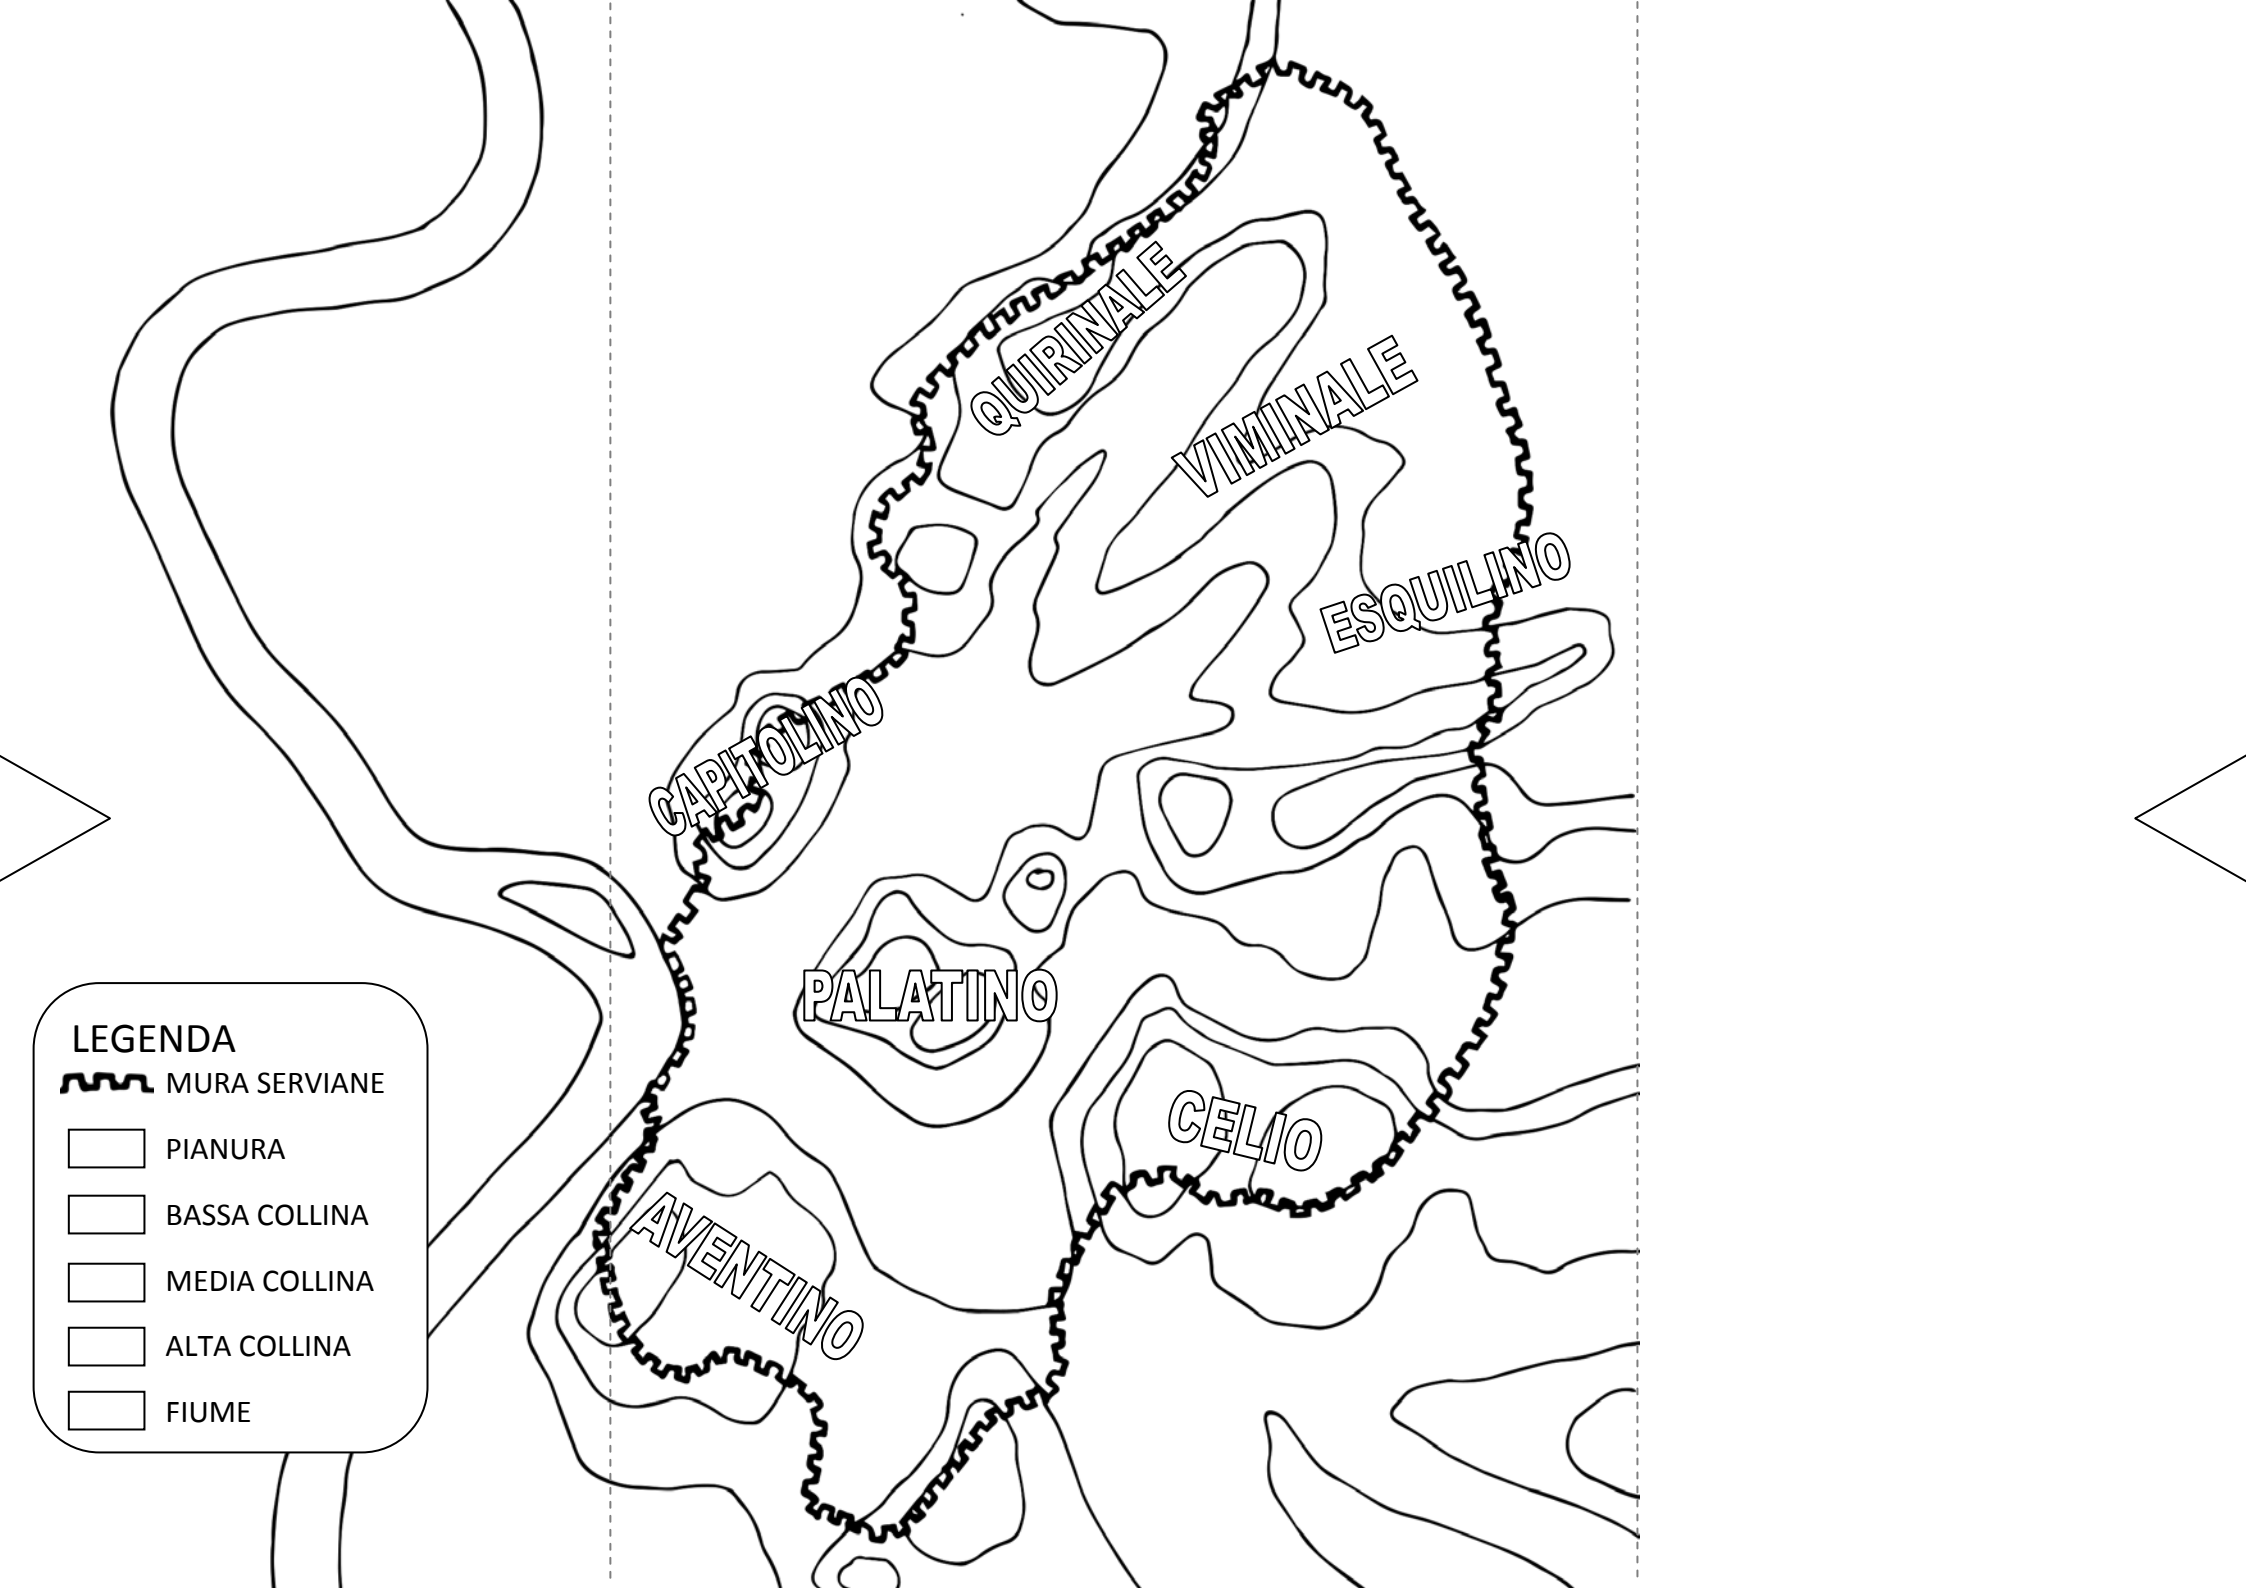 QUIRINALE
VIMINALE
ESQUILINO
CAPITOLINO
PALATINO
CELIO
AVENTINO
LEGENDA
MURA SERVIANE
PIANURA
BASSA COLLINA
MEDIA COLLINA
ALTA COLLINA
FIUME